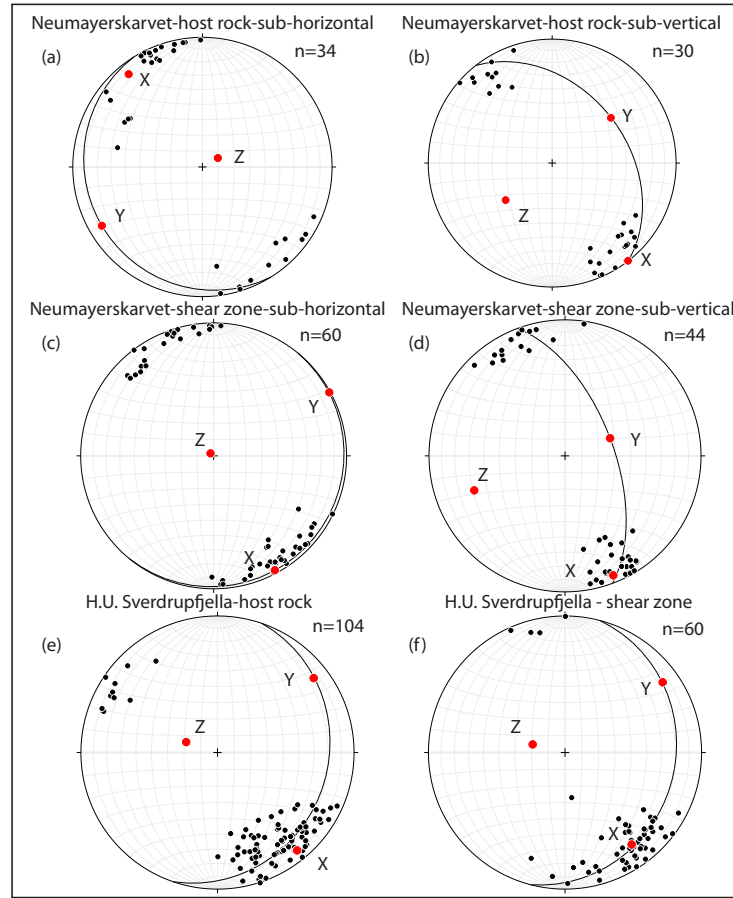 Neumayerskarvet-host rock-sub-horizontal
(a)
n=34
X
Z
Y
Neumayerskarvet-host rock-sub-vertical
(b)
n=30
Y
Z
X
Neumayerskarvet-shear zone-sub-horizontal
(c)
n=60
Y
Z
X
Neumayerskarvet-shear zone-sub-vertical
(d)
n=44
Y
Z
X
H.U. Sverdrupfjella-host rock
(e)
n=104
Y
Z
X
H.U. Sverdrupfjella - shear zone
(f)
n=60
Y
Z
X